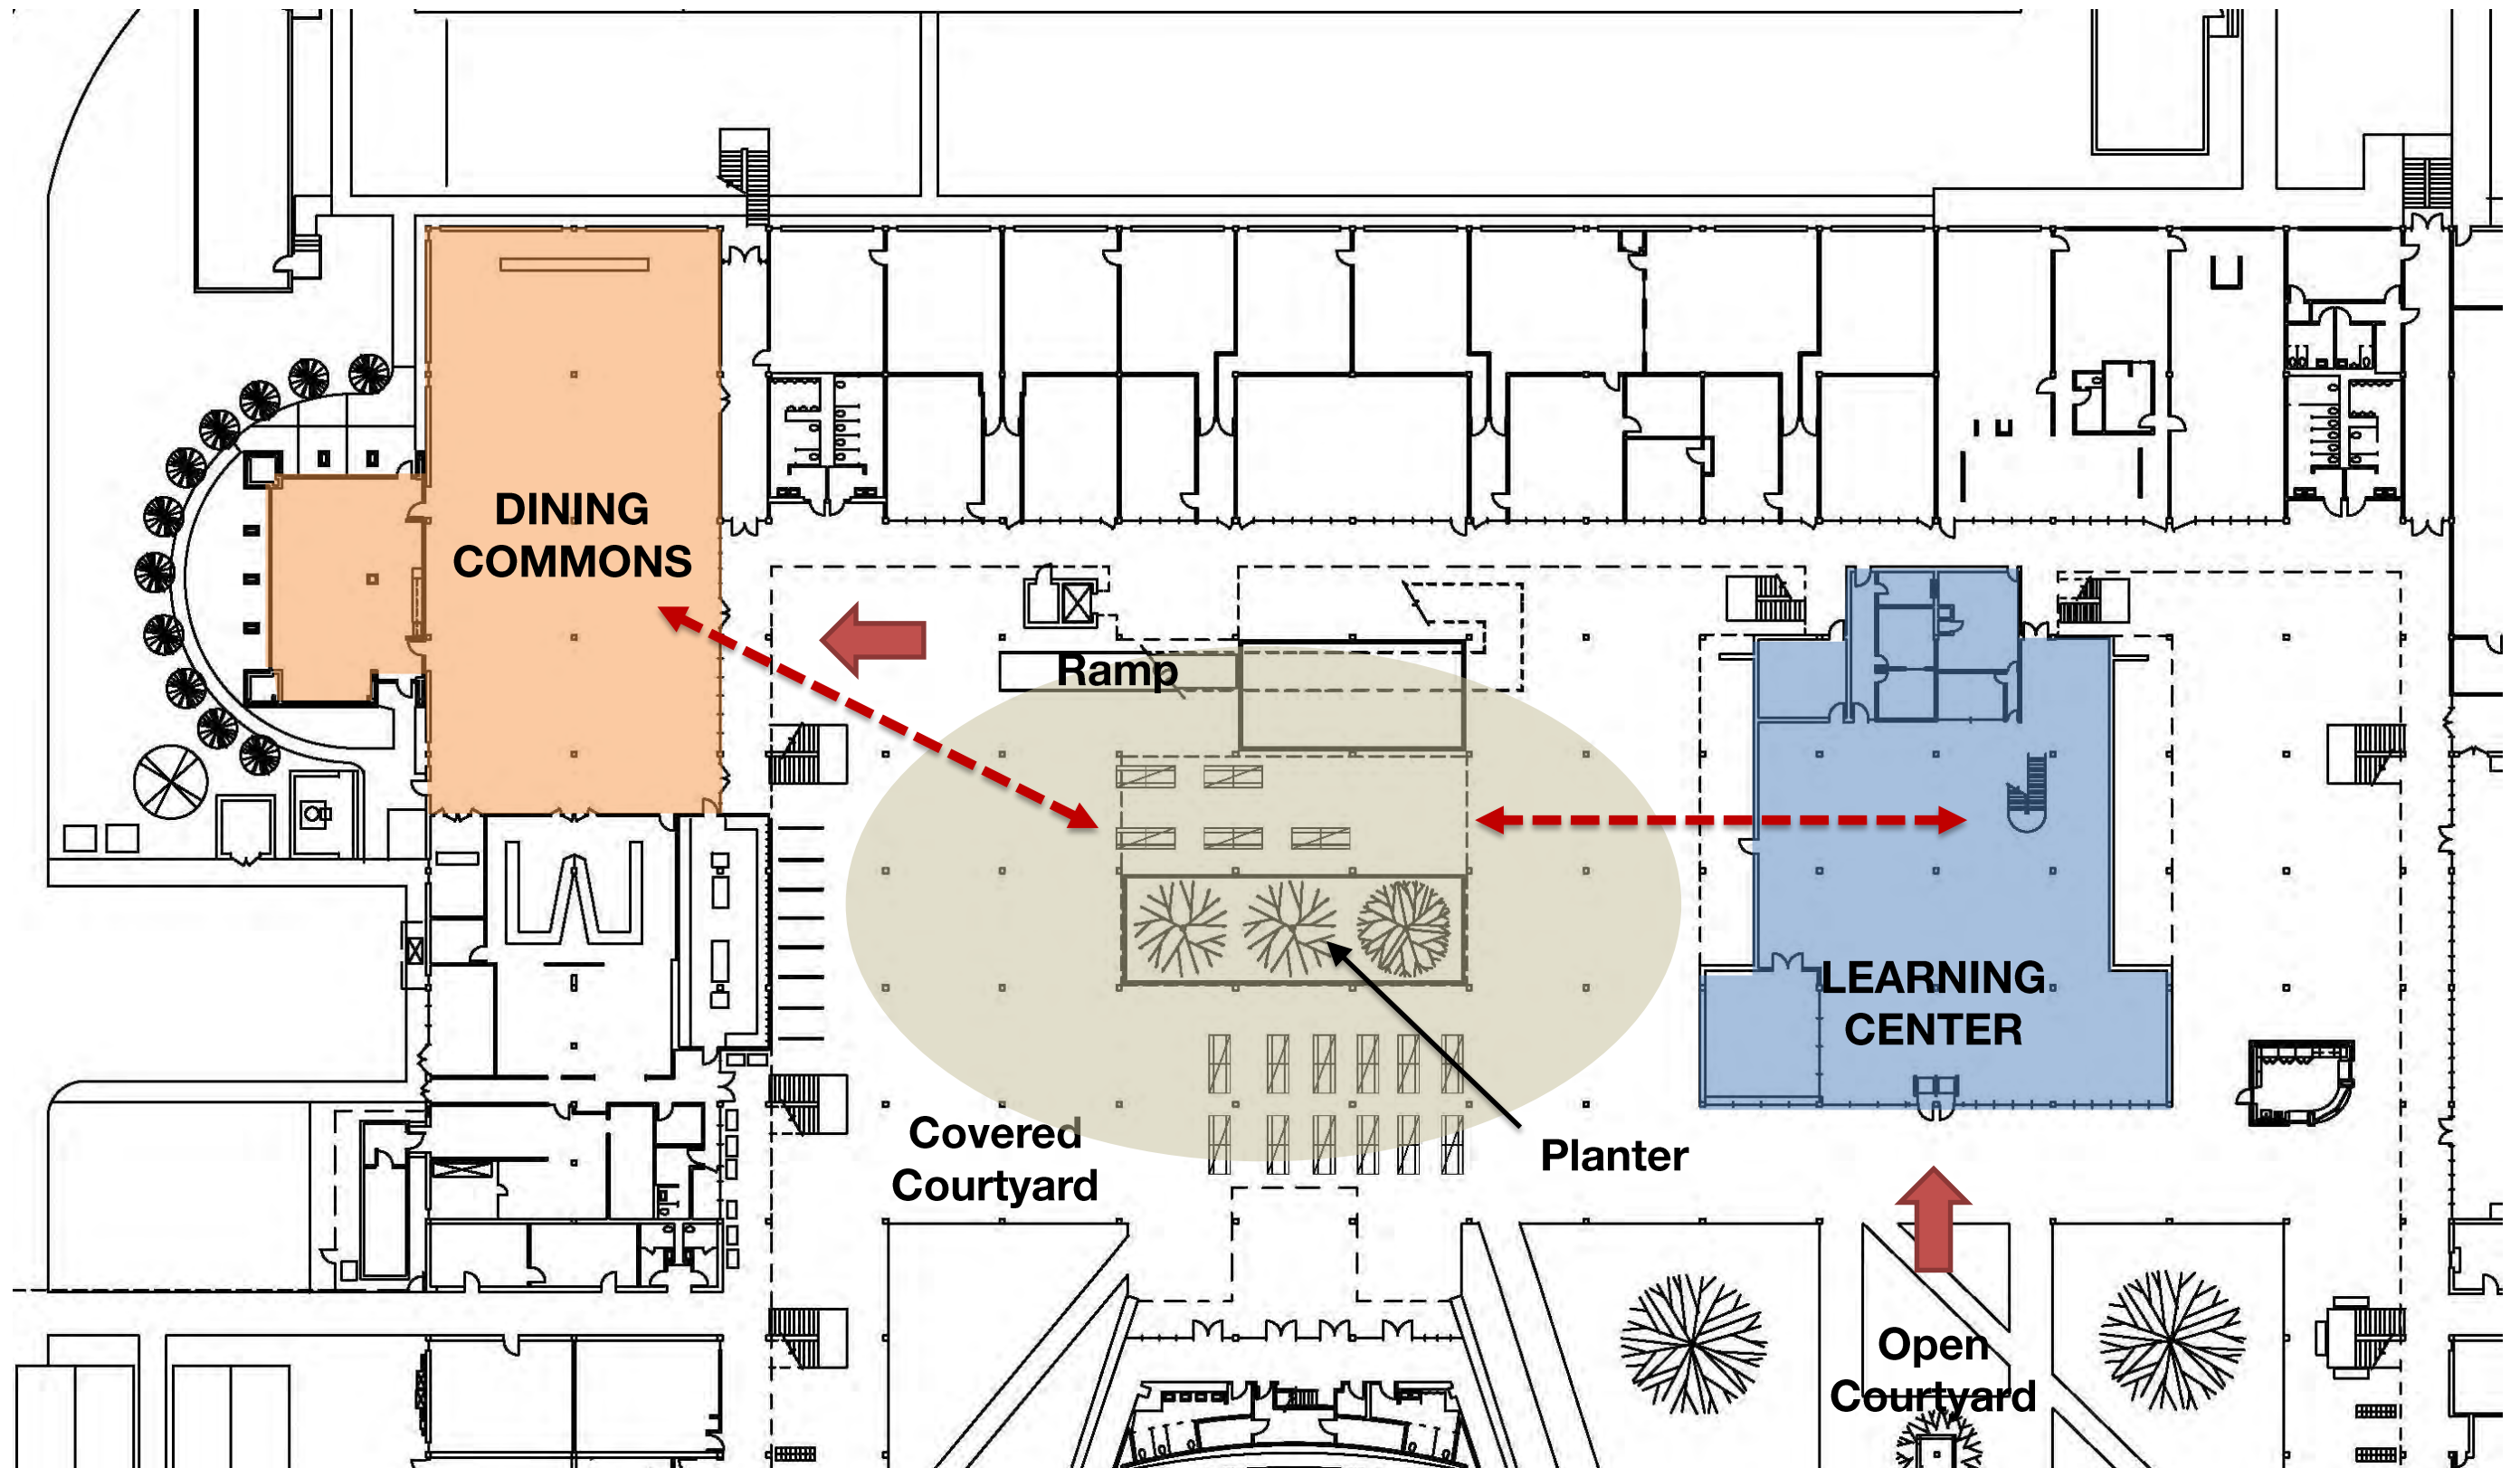 DINING
COMMONS
Ramp
LEARNING
CENTER
Covered
Courtyard
Planter
Open
Courtyard